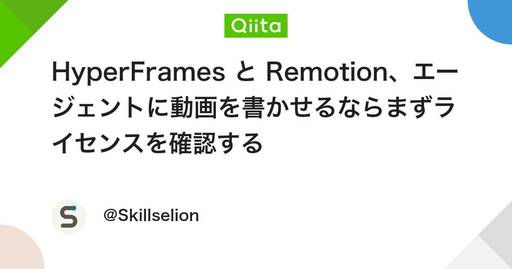 Qiita
HyperFrames と Remotion、エー
ジェントに動画を書かせるならまずラ
イセンスを確認する
@Skillselion